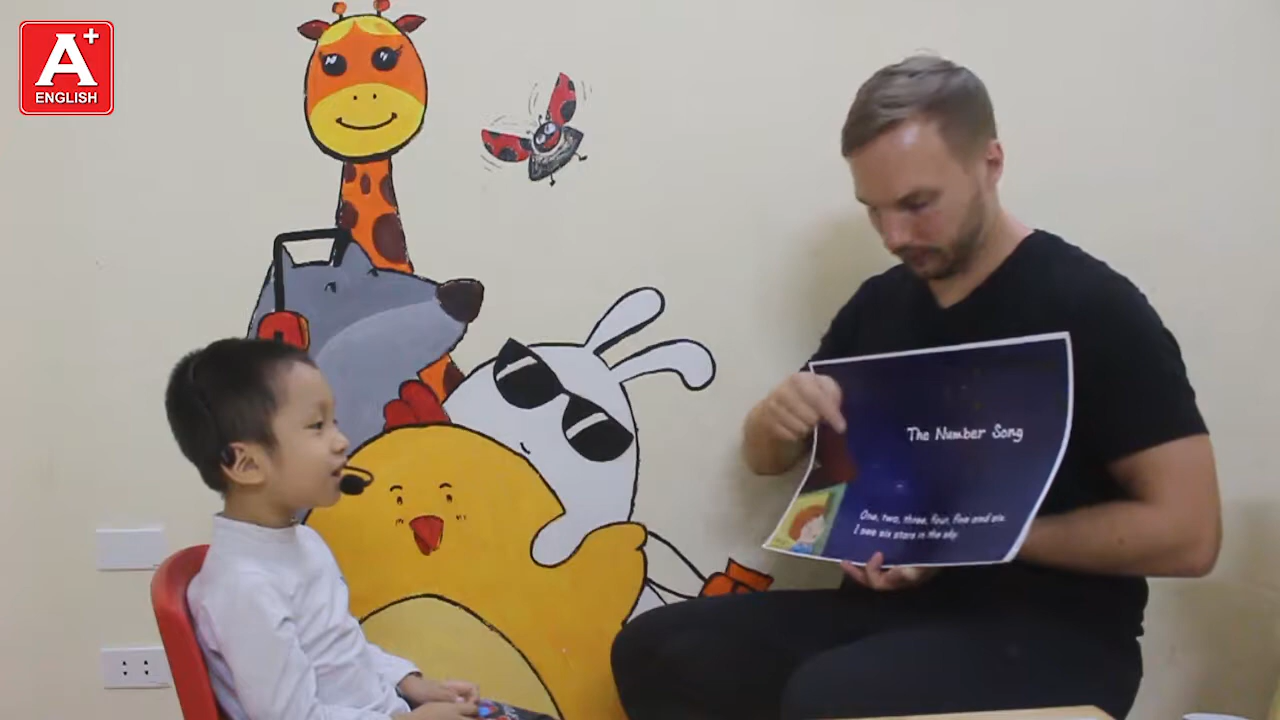 A+
ENGLISH
The Number Song
One, two, three, four, five and six.
I see six stars in the sky.